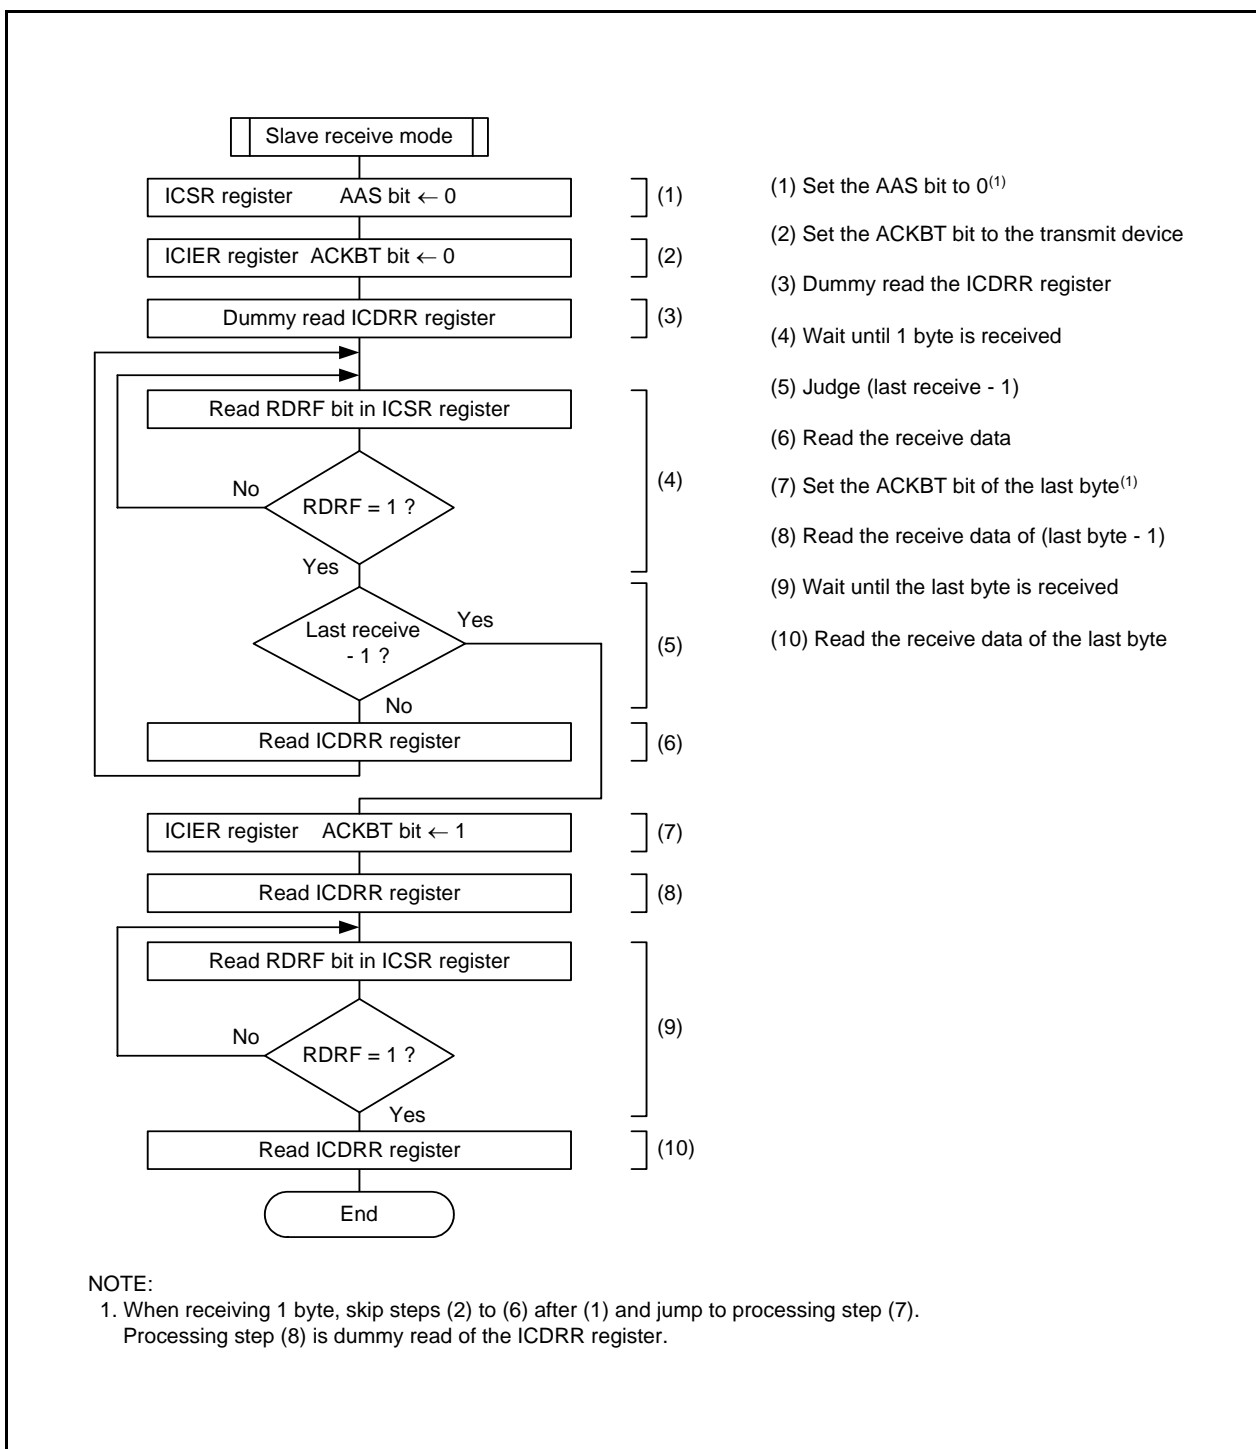 Slave receive mode
ICSR register AAS bit ← 0 (1)
ICIER register ACKBT bit ← 0 (2)
Dummy read ICDRR register (3)
Read RDRF bit in ICSR register
No
RDRF = 1 ?
(4)
Yes
Last receive
- 1 ?
Yes
(5)
No
Read ICDRR register (6)
ICIER register ACKBT bit ← 1 (7)
Read ICDRR register (8)
Read RDRF bit in ICSR register
No
RDRF = 1 ?
(9)
Yes
Read ICDRR register (10)
End
(1) Set the AAS bit to 0(1)
(2) Set the ACKBT bit to the transmit device
(3) Dummy read the ICDRR register
(4) Wait until 1 byte is received
(5) Judge (last receive - 1)
(6) Read the receive data
(7) Set the ACKBT bit of the last byte(1)
(8) Read the receive data of (last byte - 1)
(9) Wait until the last byte is received
(10) Read the receive data of the last byte
NOTE:
1. When receiving 1 byte, skip steps (2) to (6) after (1) and jump to processing step (7).
Processing step (8) is dummy read of the ICDRR register.